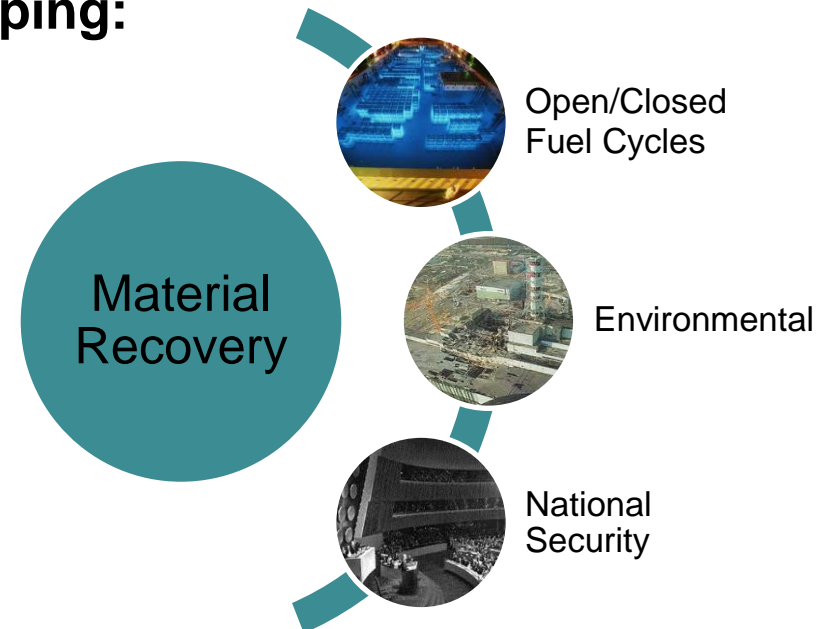 ping:
Material
Recovery
Open/Closed
Fuel Cycles
Environmental
National
Security